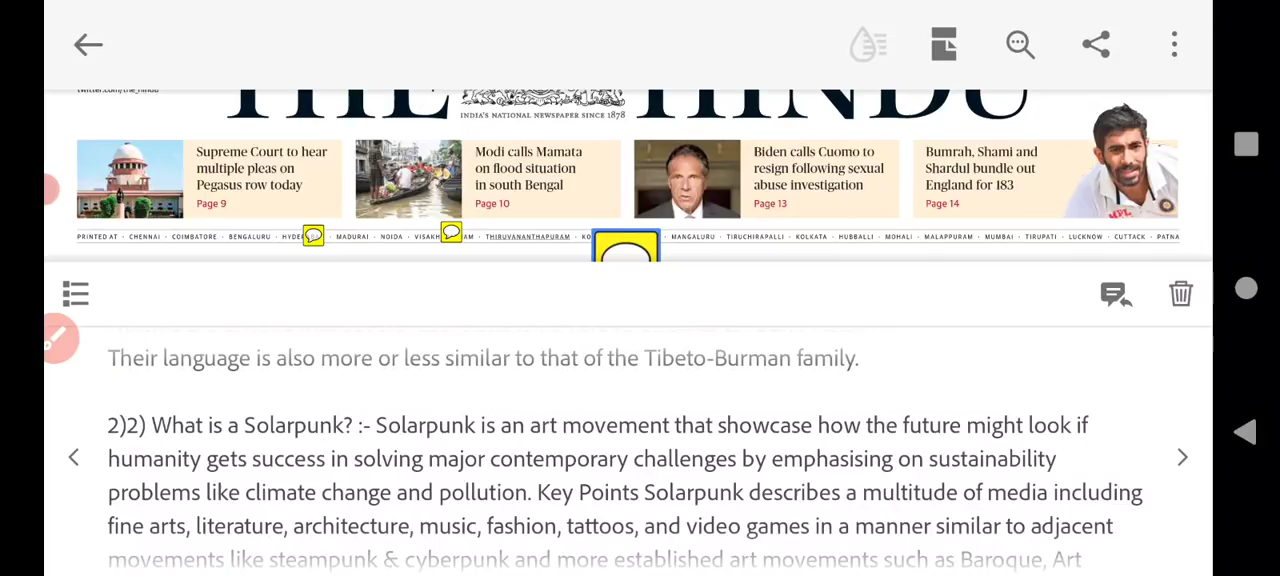 twitter.com/the_hindu
THE HINDU
INDIA'S NATIONAL NEWSPAPER SINCE 1878
Supreme Court to hear
multiple pleas on
Pegasus row today
Page 9
Modi calls Mamata
on flood situation
in south Bengal
Page 10
Biden calls Cuomo to
resign following sexual
abuse investigation
Page 13
Bumrah, Shami and
Shardul bundle out
England for 183
Page 14
MPL
PRINTED AT · CHENNAI · COIMBATORE · BENGALURU · HYDE · MADURAI · NOIDA · VISAKH AM · THIRUVANANTHAPURAM · KO · MANGALURU · TIRUCHIRAPALLI · KOLKATA · HUBBALLI · MOHALI · MALAPPURAM · MUMBAI · TIRUPATI · LUCKNOW · CUTTACK · PATNA
Their language is also more or less similar to that of the Tibeto-Burman family.
2)2) What is a Solarpunk? :- Solarpunk is an art movement that showcase how the future might look if
humanity gets success in solving major contemporary challenges by emphasising on sustainability
problems like climate change and pollution. Key Points Solarpunk describes a multitude of media including
fine arts, literature, architecture, music, fashion, tattoos, and video games in a manner similar to adjacent
movements like steampunk & cyberpunk and more established art movements such as Baroque, Art